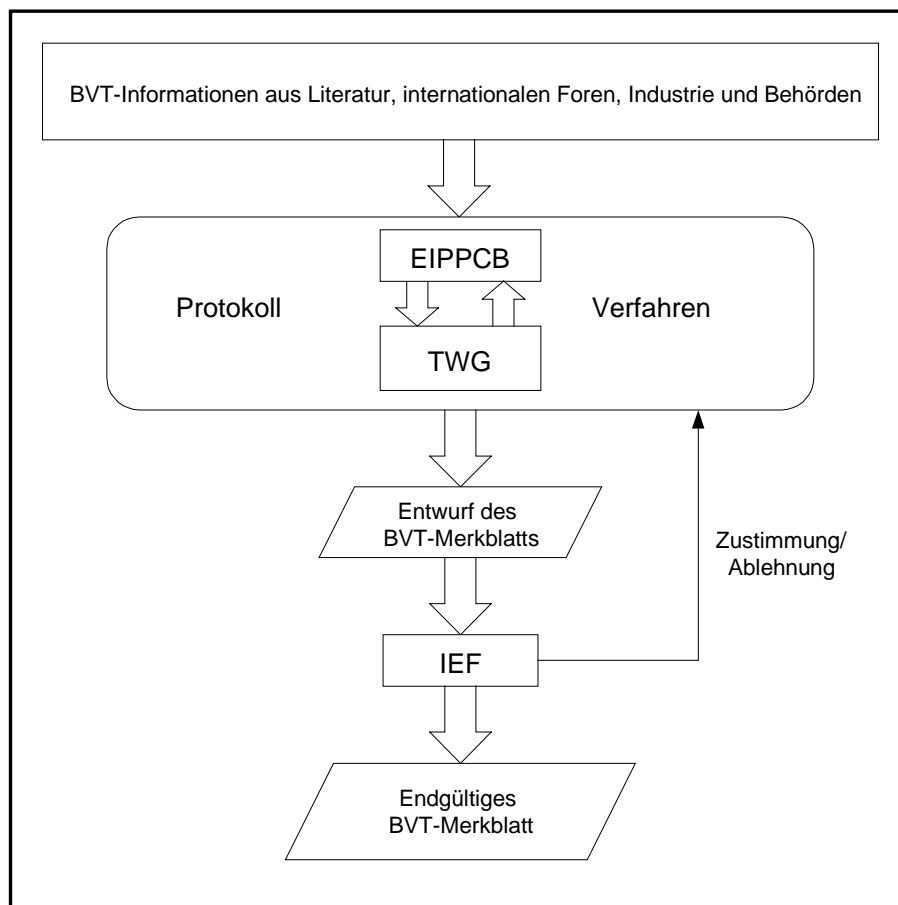 BVT-Informationen aus Literatur, internationalen Foren, Industrie und Behörden
EIPPCB
Protokoll
Verfahren
TWG
Entwurf des
BVT-Merkblatts
Zustimmung/
Ablehnung
IEF
Endgültiges
BVT-Merkblatt